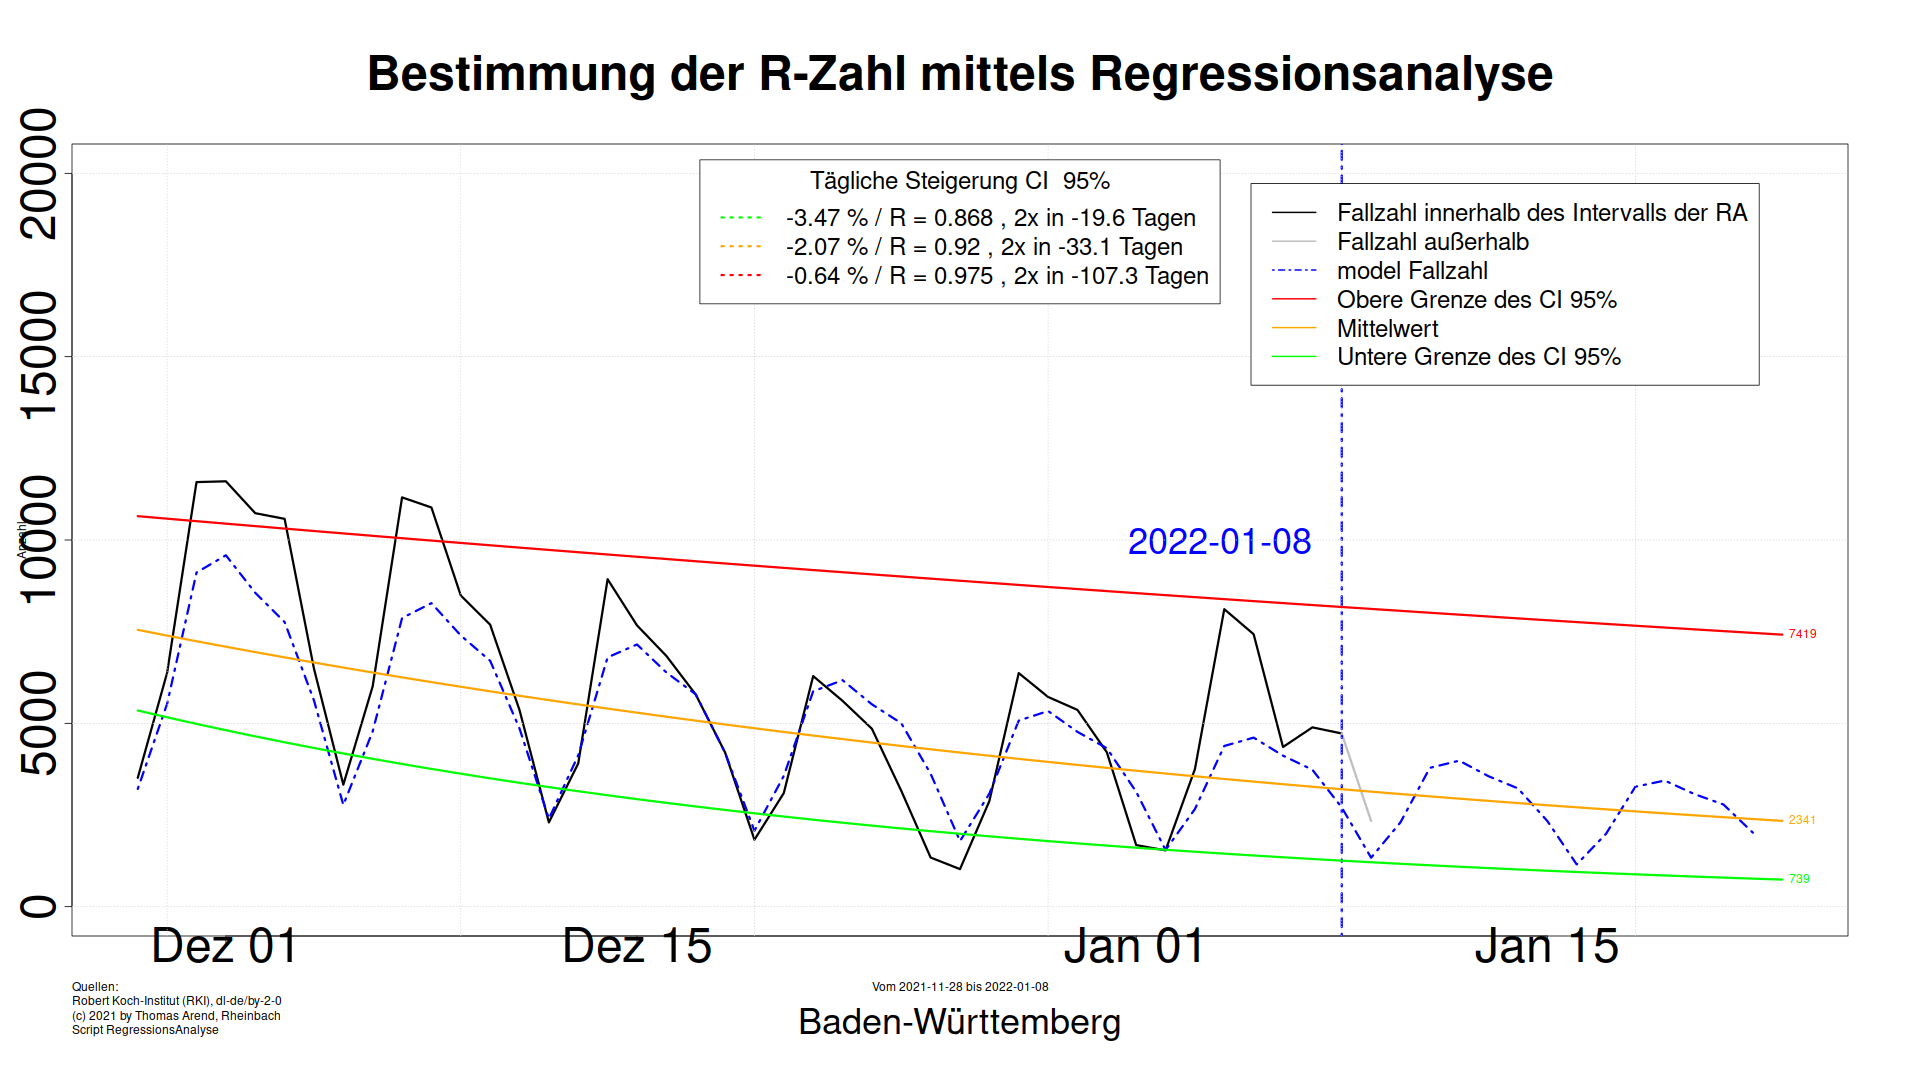 Bestimmung der R-Zahl mittels Regressionsanalyse
Anzahl
20000
15000
10000
5000
0
Tägliche Steigerung CI  95%
-3.47 % / R = 0.868 , 2x in -19.6 Tagen
-2.07 % / R = 0.92 , 2x in -33.1 Tagen
-0.64 % / R = 0.975 , 2x in -107.3 Tagen
Fallzahl innerhalb des Intervalls der RA
Fallzahl außerhalb
model Fallzahl
Obere Grenze des CI 95%
Mittelwert
Untere Grenze des CI 95%
2022-01-08
7419
2341
739
Dez 01
Dez 15
Jan 01
Jan 15
Quellen:
Robert Koch-Institut (RKI), dl-de/by-2-0
(c) 2021 by Thomas Arend, Rheinbach
Script RegressionsAnalyse
Vom 2021-11-28 bis 2022-01-08
Baden-Württemberg